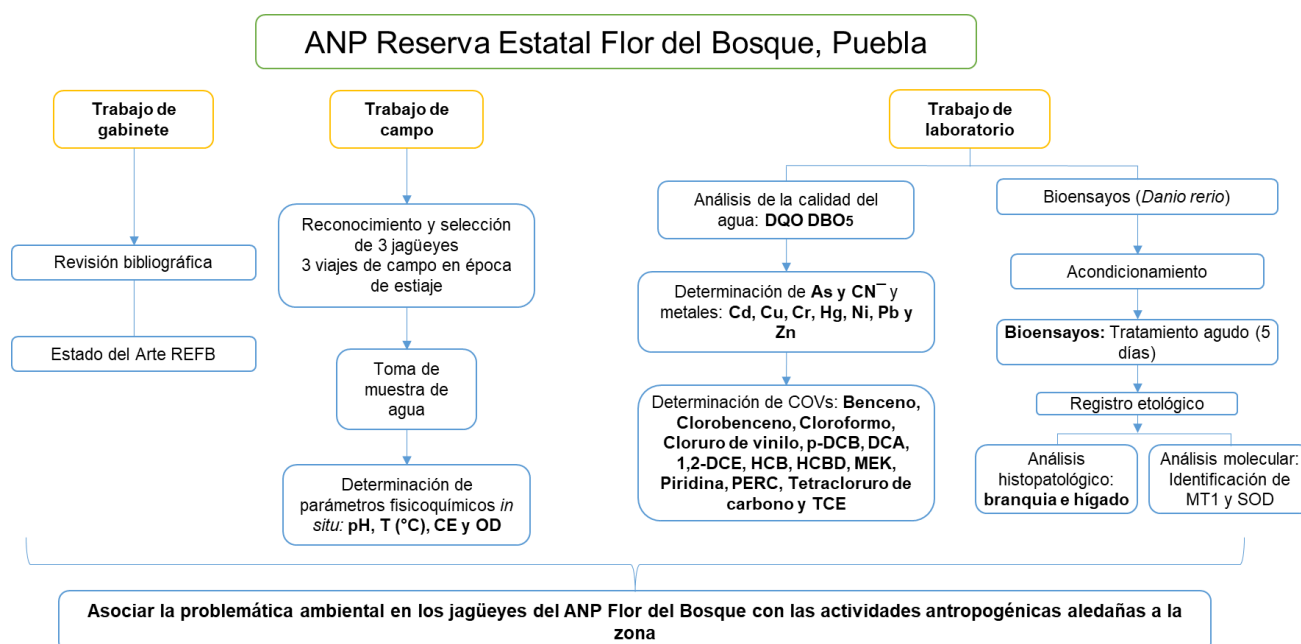 ANP Reserva Estatal Flor del Bosque, Puebla
Trabajo de
gabinete
Revisión bibliográfica
Estado del Arte REFB
Trabajo de
campo
Reconocimiento y selección
de 3 jagüeyes
3 viajes de campo en época
de estiaje
Toma de
muestra de
agua
Determinación de
parámetros fisicoquímicos in
situ: pH, T (°C), CE y OD
Trabajo de
laboratorio
Análisis de la calidad del
agua: DQO DBO5
Determinación de As y CN¯ y
metales: Cd, Cu, Cr, Hg, Ni, Pb y
Zn
Determinación de COVs: Benceno,
Clorobenceno, Cloroformo,
Cloruro de vinilo, p-DCB, DCA,
1,2-DCE, HCB, HCBD, MEK,
Piridina, PERC, Tetracloruro de
carbono y TCE
Bioensayos (Danio rerio)
Acondicionamiento
Bioensayos: Tratamiento agudo (5
días)
Registro etológico
Análisis
histopatológico:
branquia e hígado
Análisis molecular:
Identificación de
MT1 y SOD
Asociar la problemática ambiental en los jagüeyes del ANP Flor del Bosque con las actividades antropogénicas aledañas a la
zona